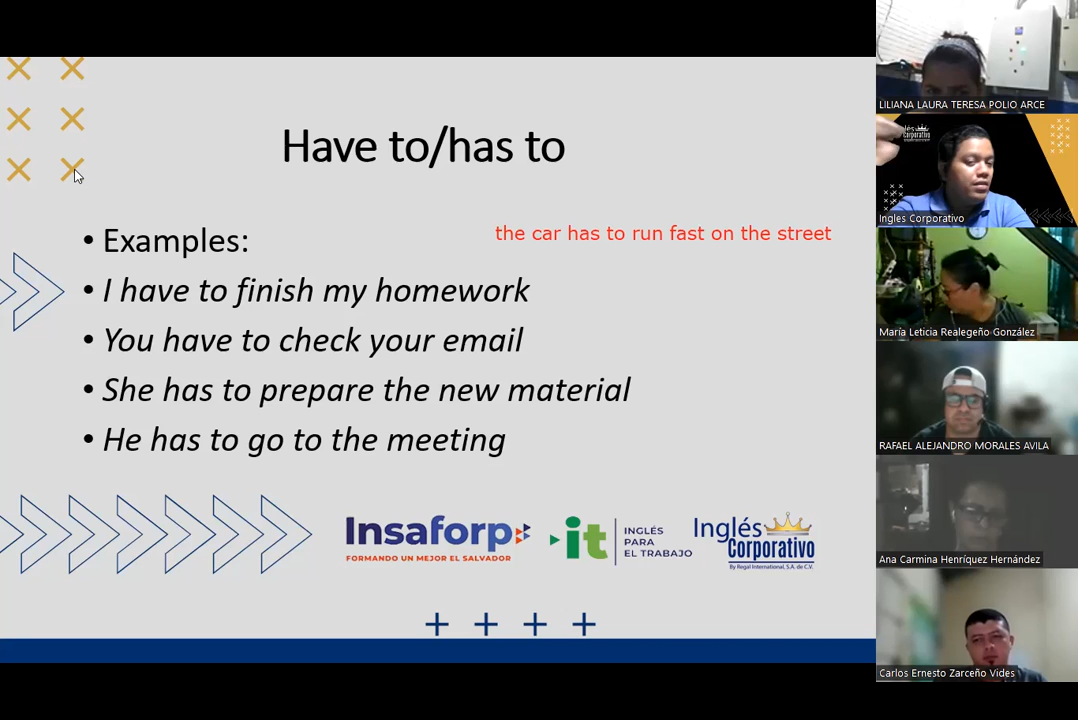 Have to/has to
the car has to run fast on the street
• Examples:
• I have to finish my homework
• You have to check your email
• She has to prepare the new material
• He has to go to the meeting
Insaforp
FORMANDO UN MEJOR EL SALVADOR
it
INGLÉS
PARA
EL TRABAJO
Inglés
Corporativo
By Regal International, S.A. de C.V.
LILIANA LAURA TERESA POLIO ARCE
Ingles Corporativo
María Leticia Realegeño González
RAFAEL ALEJANDRO MORALES AVILA
Ana Carmina Henríquez Hernández
Carlos Ernesto Zarceño Vides